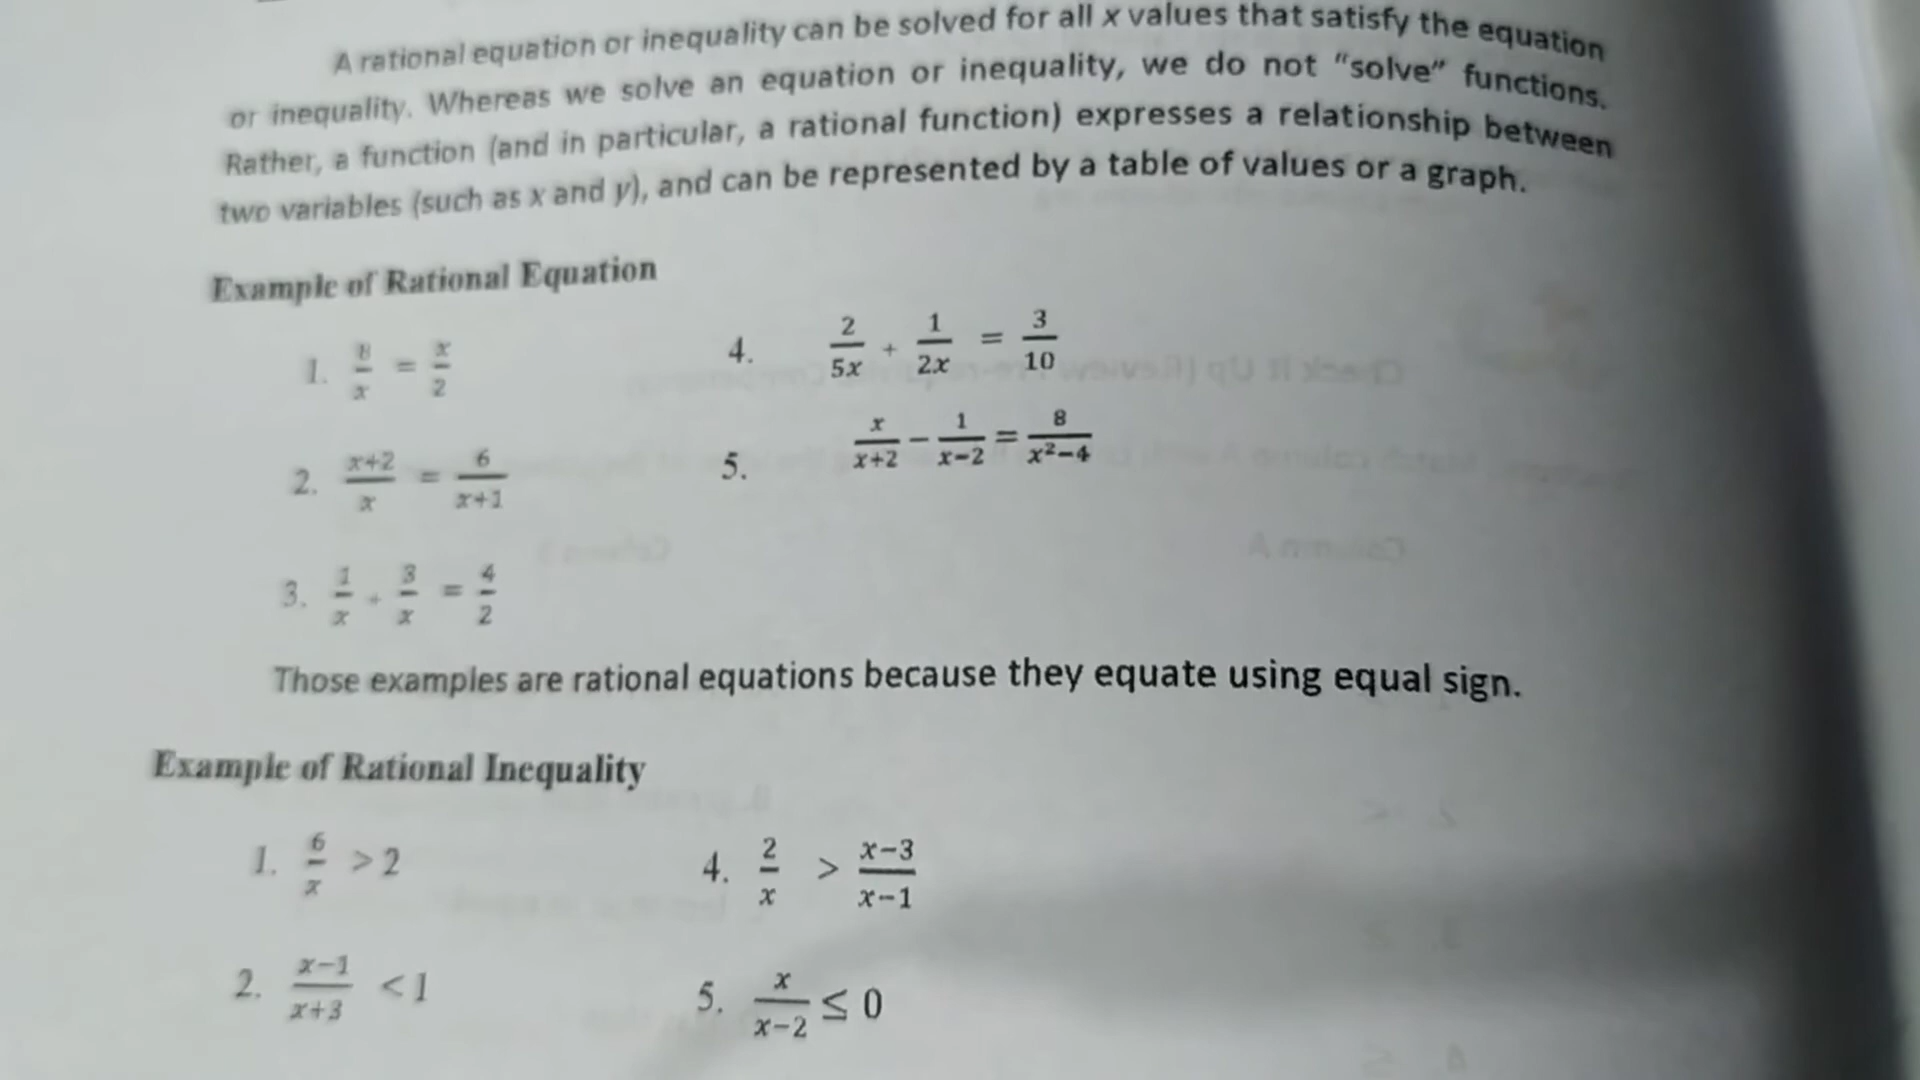 A rational equation or inequality can be solved for all x values that satisfy the equation
or inequality. Whereas we solve an equation or inequality, we do not "solve" functions.
Rather, a function (and in particular, a rational function) expresses a relationship between
two variables (such as x and y), and can be represented by a table of values or a graph.
Example of Rational Equation
1. 8/x = x/2
2. x+2/x = 6/x+1
3. 1/x + 3/x = 4/2
4. 2/5x + 1/2x = 3/10
5. x/x+2 − 1/x−2 = 8/x²−4
Those examples are rational equations because they equate using equal sign.
Example of Rational Inequality
1. 6/x > 2
2. x−1/x+3 < 1
4. 2/x > x−3/x−1
5. x/x−2 ≤ 0